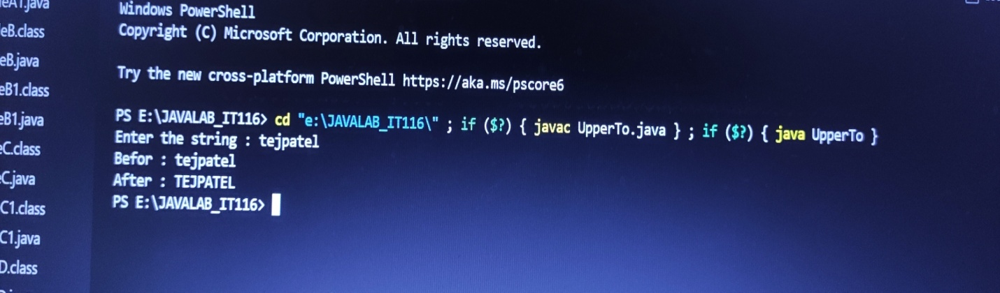 eA1.java
eB.class
eB.java
eB1.class
eB1.java
eC.class
C.java
C1.class
C1.java
D.class
Windows PowerShell
Copyright (C) Microsoft Corporation. All rights reserved.
Try the new cross-platform PowerShell https://aka.ms/pscore6
PS E:\JAVALAB_IT116> cd "e:\JAVALAB_IT116\" ; if ($?) { javac UpperTo.java } ; if ($?) { java UpperTo }
Enter the string : tejpatel
Befor : tejpatel
After : TEJPATEL
PS E:\JAVALAB_IT116>